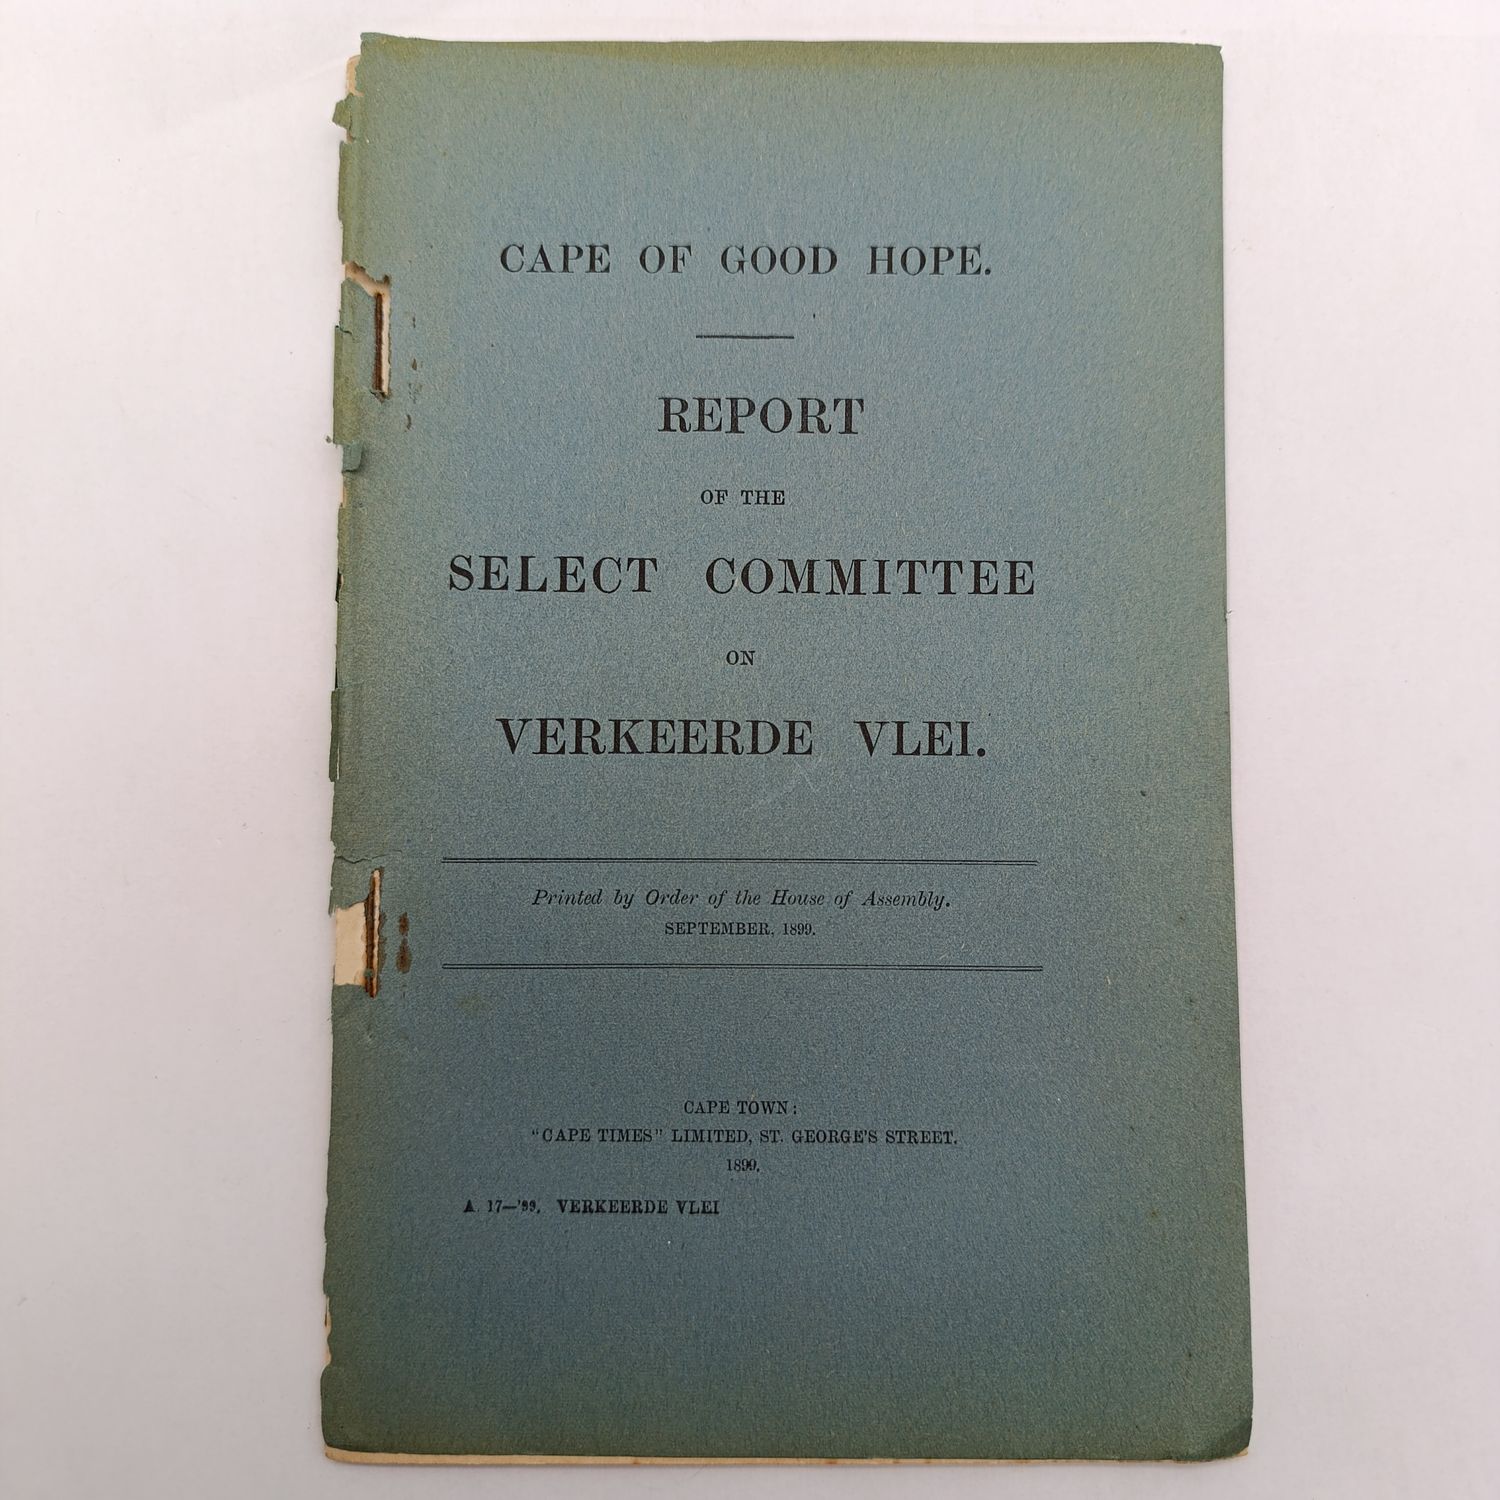 CAPE OF GOOD HOPE.
REPORT
OF THE
SELECT COMMITTEE
ON
VERKEERDE VLEI.
Printed by Order of the House of Assembly.
SEPTEMBER, 1899.
CAPE TOWN:
"CAPE TIMES" LIMITED, ST. GEORGE'S STREET.
1899.
A. 17—'99. VERKEERDE VLEI